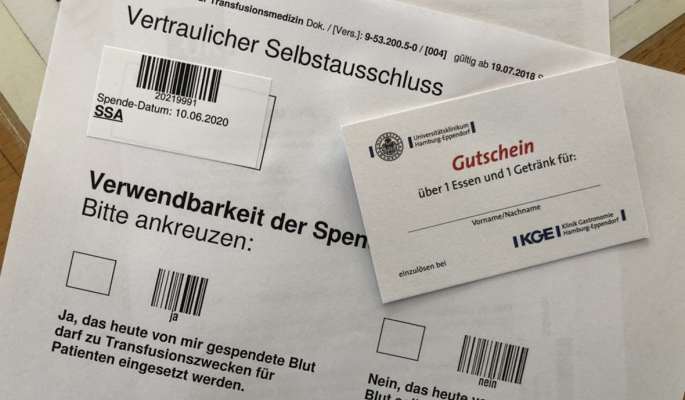 Transfusionsmedizin Dok. / [Vers.]: 9-53.200.5-0 / [004] gültig ab 19.07.2018
Vertraulicher Selbstausschluss
20219991
Spende-Datum: 10.06.2020
SSA
Universitätsklinikum
Hamburg-Eppendorf
Gutschein
über 1 Essen und 1 Getränk für:
Vorname/Nachname
KGE Klinik Gastronomie
Hamburg-Eppendorf
einzulösen bei
Verwendbarkeit der Spen
Bitte ankreuzen:
ja
Ja, das heute von mir gespendete Blut
darf zu Transfusionszwecken für
Patienten eingesetzt werden.
nein
Nein, das heute
Blut